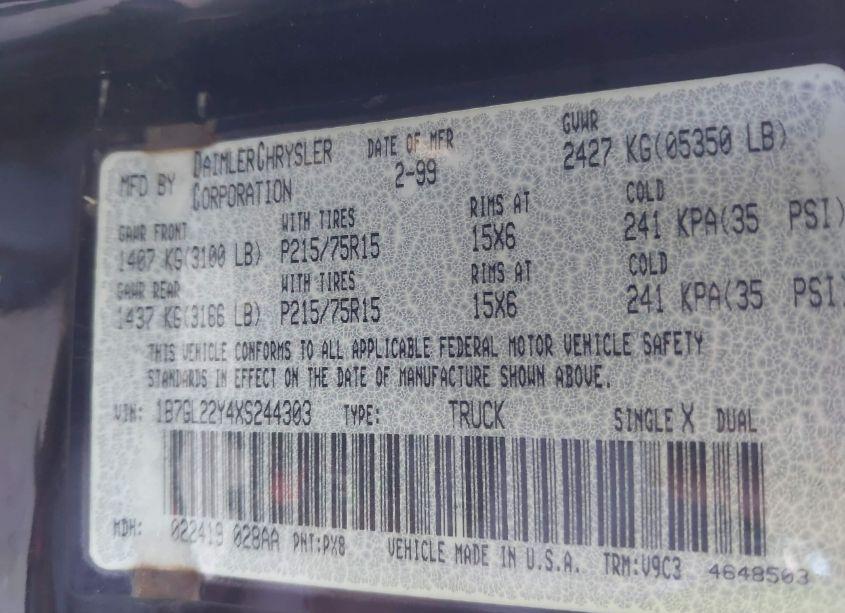 MFD BY DAIMLERCHRYSLER CORPORATION DATE OF MFR 2-99 GVWR 2427 KG(05350 LB)
GAWR FRONT WITH TIRES RIMS AT COLD
1407 KG(3100 LB) P215/75R15 15X6 241 KPA(35 PSI)
GAWR REAR WITH TIRES RIMS AT COLD
1437 KG(3166 LB) P215/75R15 15X6 241 KPA(35 PSI)
THIS VEHICLE CONFORMS TO ALL APPLICABLE FEDERAL MOTOR VEHICLE SAFETY
STANDARDS IN EFFECT ON THE DATE OF MANUFACTURE SHOWN ABOVE.
VIN: 1B7GL22Y4XS244303 TYPE: TRUCK SINGLE X DUAL
MDH: 022419 028AA PNT:PX8 VEHICLE MADE IN U.S.A. TRM:V9C3 4648503